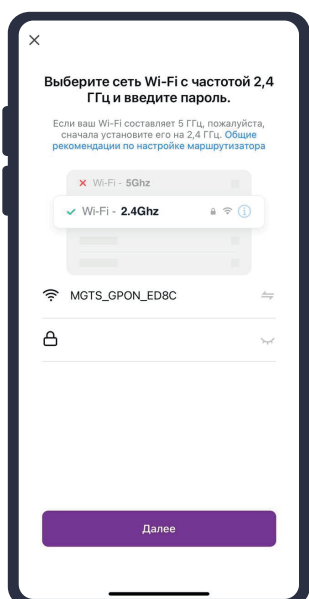 Выберите сеть Wi-Fi с частотой 2,4
ГГц и введите пароль.
Если ваш Wi-Fi составляет 5 ГГц, пожалуйста,
сначала установите его на 2,4 ГГц. Общие
рекомендации по настройке маршрутизатора
Wi-Fi - 5Ghz
Wi-Fi - 2.4Ghz
MGTS_GPON_ED8C
Далее